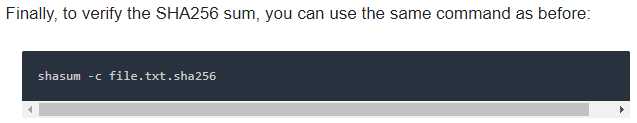 Finally, to verify the SHA256 sum, you can use the same command as before:
shasum -c file.txt.sha256